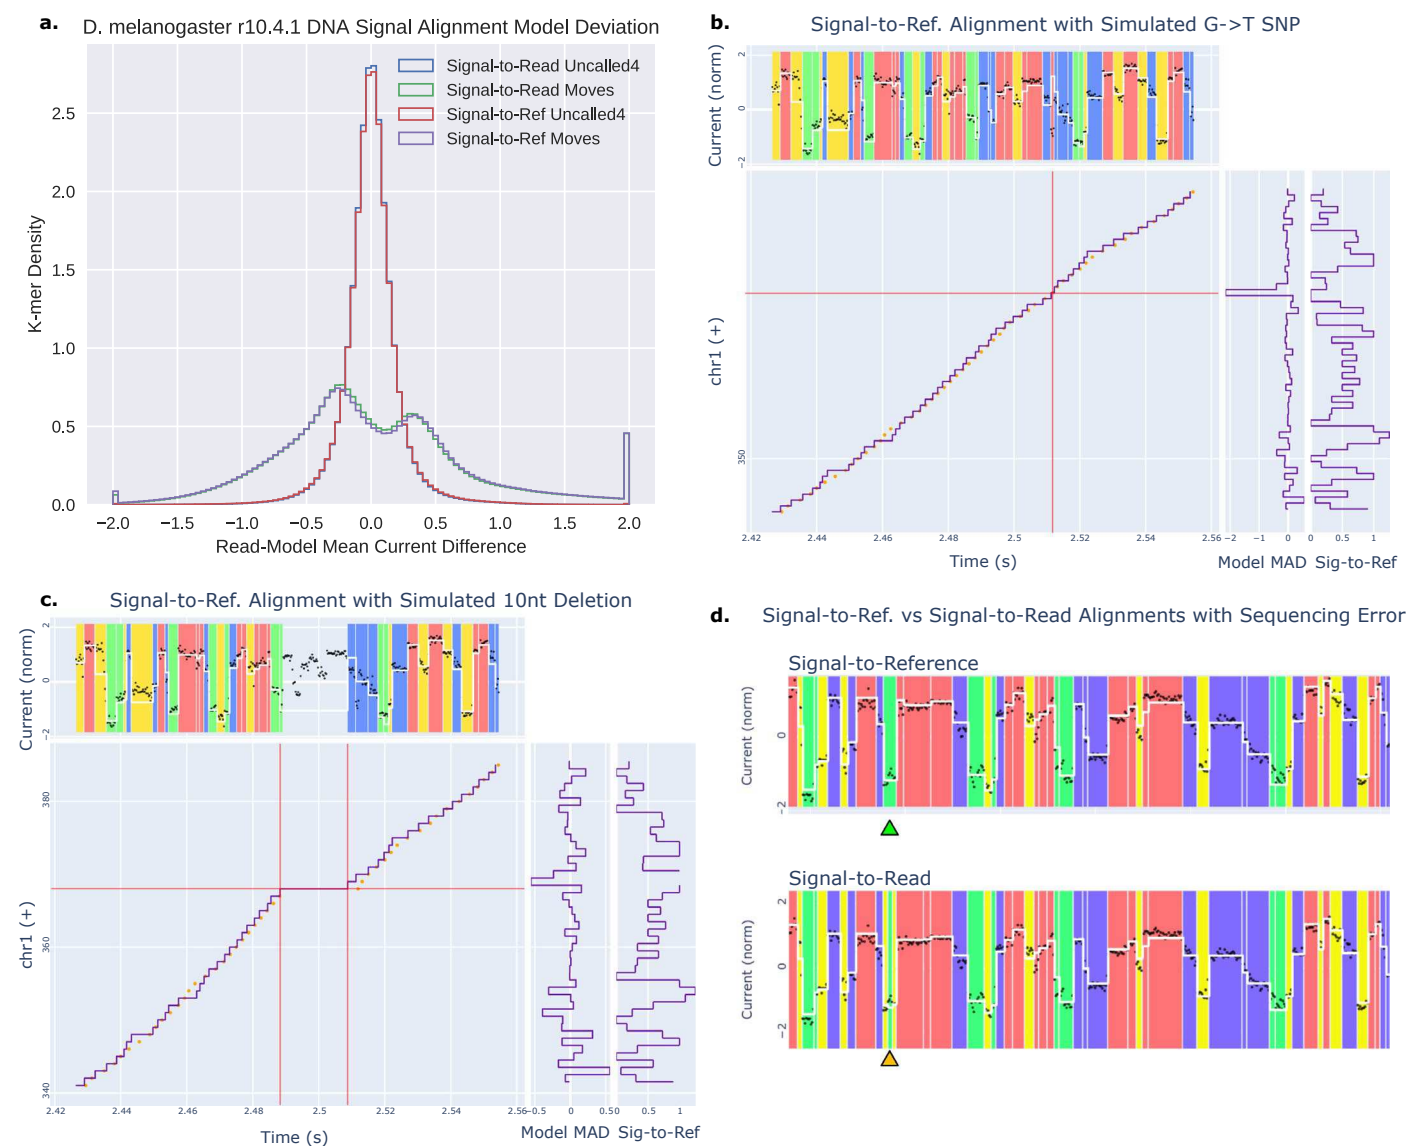 a. D. melanogaster r10.4.1 DNA Signal Alignment Model Deviation
Signal-to-Read Uncalled4
Signal-to-Read Moves
Signal-to-Ref Uncalled4
Signal-to-Ref Moves
K-mer Density
2.5
2.0
1.5
1.0
0.5
0.0
−2.0 −1.5 −1.0 −0.5 0.0 0.5 1.0 1.5 2.0
Read-Model Mean Current Difference
b. Signal-to-Ref. Alignment with Simulated G->T SNP
Current (norm)
2
0
−2
chr1 (+)
350
2.42 2.44 2.46 2.48 2.5 2.52 2.54 2.56
−2 −1 0
0 0.5 1
Time (s)
Model MAD
Sig-to-Ref
c. Signal-to-Ref. Alignment with Simulated 10nt Deletion
Current (norm)
2
0
−2
chr1 (+)
380
360
340
2.42 2.44 2.46 2.48 2.5 2.52 2.54 2.56
−0.5 0 0.5
0.5 1
Time (s)
Model MAD
Sig-to-Ref
d. Signal-to-Ref. vs Signal-to-Read Alignments with Sequencing Error
Signal-to-Reference
Current (norm)
0
−2
Signal-to-Read
Current (norm)
2
0
−2